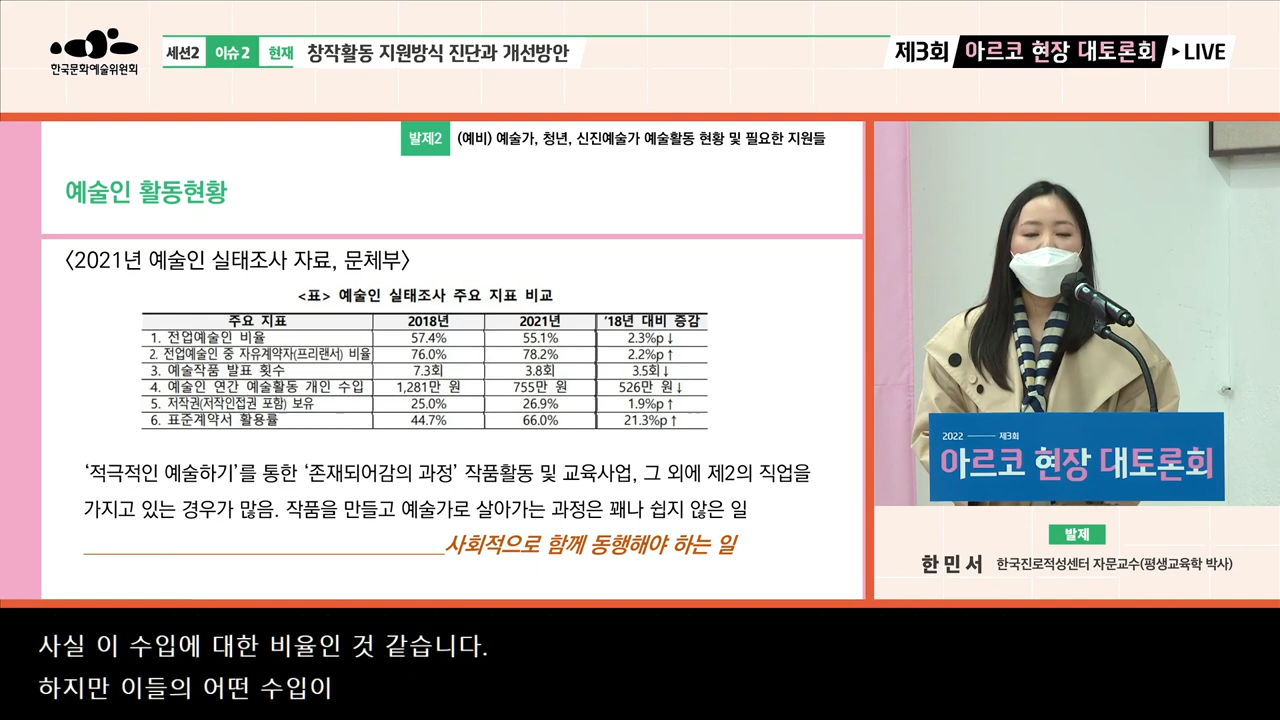 한국문화예술위원회
세션2 이슈 2 현재 창작활동 지원방식 진단과 개선방안
제3회 아르코 현장 대토론회 ▸LIVE
발제2 (예비) 예술가, 청년, 신진예술가 예술활동 현황 및 필요한 지원들
예술인 활동현황
〈2021년 예술인 실태조사 자료, 문체부〉
<표> 예술인 실태조사 주요 지표 비교
주요 지표 2018년 2021년 '18년 대비 증감
1. 전업예술인 비율 57.4% 55.1% 2.3%p↓
2. 전업예술인 중 자유계약자(프리랜서) 비율 76.0% 78.2% 2.2%p↑
3. 예술작품 발표 횟수 7.3회 3.8회 3.5회↓
4. 예술인 연간 예술활동 개인 수입 1,281만 원 755만 원 526만 원↓
5. 저작권(저작인접권 포함) 보유 25.0% 26.9% 1.9%p↑
6. 표준계약서 활용률 44.7% 66.0% 21.3%p↑
‘적극적인 예술하기’를 통한 ‘존재되어감의 과정’ 작품활동 및 교육사업, 그 외에 제2의 직업을
가지고 있는 경우가 많음. 작품을 만들고 예술가로 살아가는 과정은 꽤나 쉽지 않은 일
사회적으로 함께 동행해야 하는 일
2022 제3회
아르코 현장 대토론회
발제
한민서 한국진로적성센터 자문교수(평생교육학 박사)
사실 이 수입에 대한 비율인 것 같습니다.
하지만 이들의 어떤 수입이